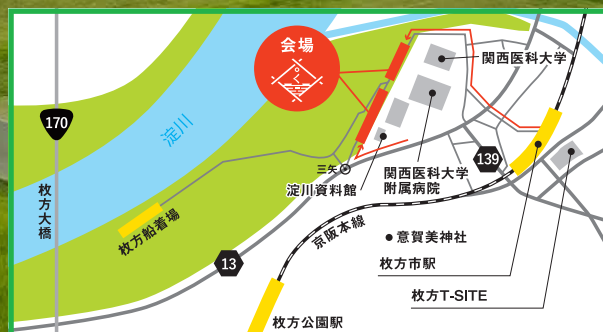 会場
ぺくら
関西医科大学
170
淀川
枚方大橋
三矢
淀川資料館
関西医科大学
附属病院
139
枚方船着場
13
京阪本線
意賀美神社
枚方市駅
枚方T-SITE
枚方公園駅